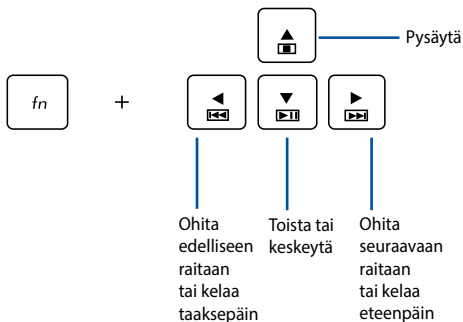 Pysäytä
fn
+
Ohita
edelliseen
raitaan
tai kelaa
taaksepäin
Toista tai
keskeytä
Ohita
seuraavaan
raitaan
tai kelaa
eteenpäin